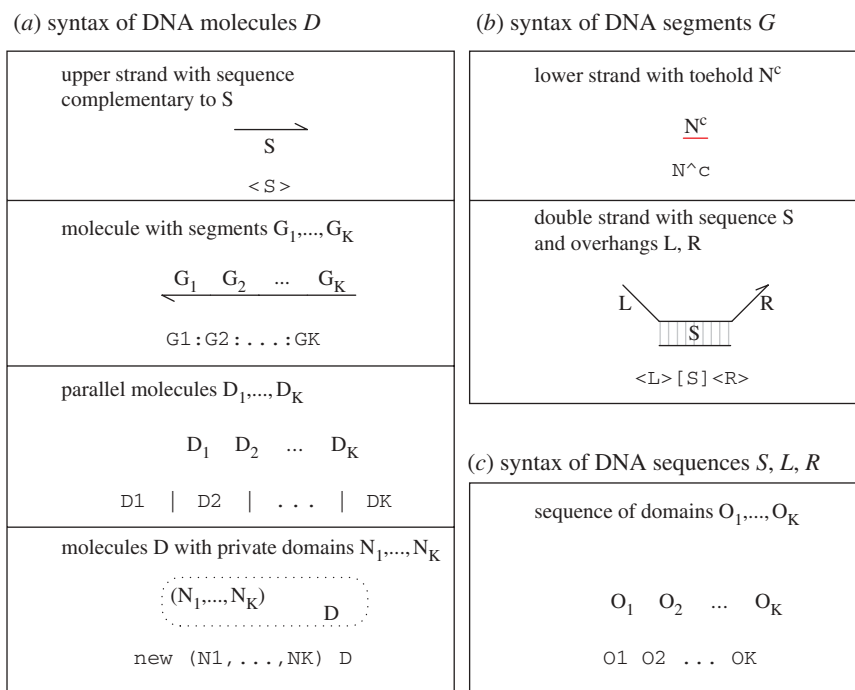 (a) syntax of DNA molecules D
upper strand with sequence
complementary to S
S
<S>
molecule with segments G1,...,GK
G1 G2 ... GK
G1:G2:...:GK
parallel molecules D1,...,DK
D1 D2 ... DK
D1 | D2 | ... | DK
molecules D with private domains N1,...,NK
(N1,...,NK)
D
new (N1,...,NK) D
(b) syntax of DNA segments G
lower strand with toehold Nc
Nc
N^c
double strand with sequence S
and overhangs L, R
L S R
<L>[S]<R>
(c) syntax of DNA sequences S, L, R
sequence of domains O1,...,OK
O1 O2 ... OK
O1 O2 ... OK